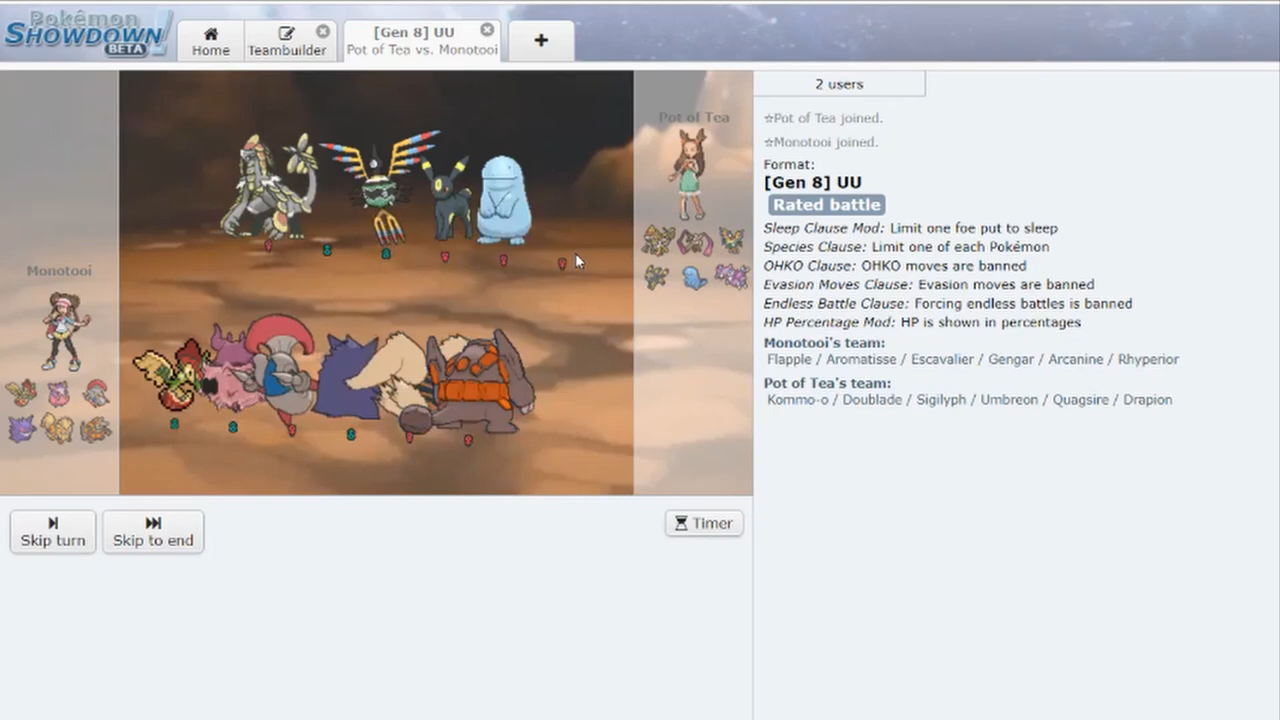 Pokémon
SHOWDOWN!
BETA
Home
Teambuilder
[Gen 8] UU
Pot of Tea vs. Monotooi
+
2 users
☆Pot of Tea joined.
☆Monotooi joined.
Format:
[Gen 8] UU
Rated battle
Sleep Clause Mod: Limit one foe put to sleep
Species Clause: Limit one of each Pokémon
OHKO Clause: OHKO moves are banned
Evasion Moves Clause: Evasion moves are banned
Endless Battle Clause: Forcing endless battles is banned
HP Percentage Mod: HP is shown in percentages
Monotooi's team:
Flapple / Aromatisse / Escavalier / Gengar / Arcanine / Rhyperior
Pot of Tea's team:
Kommo-o / Doublade / Sigilyph / Umbreon / Quagsire / Drapion
Pot of Tea
Monotooi
Skip turn
Skip to end
Timer